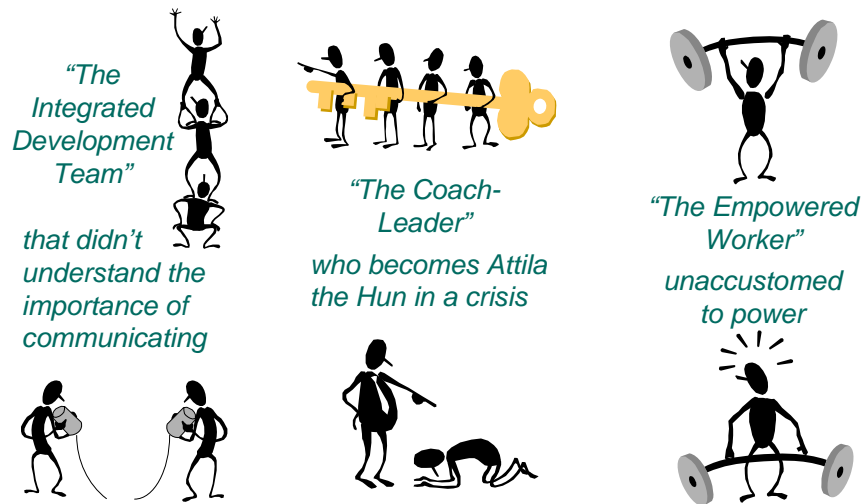 “The
Integrated
Development
Team”
that didn’t
understand the
importance of
communicating
“The Coach-
Leader”
who becomes Attila
the Hun in a crisis
“The Empowered
Worker”
unaccustomed
to power